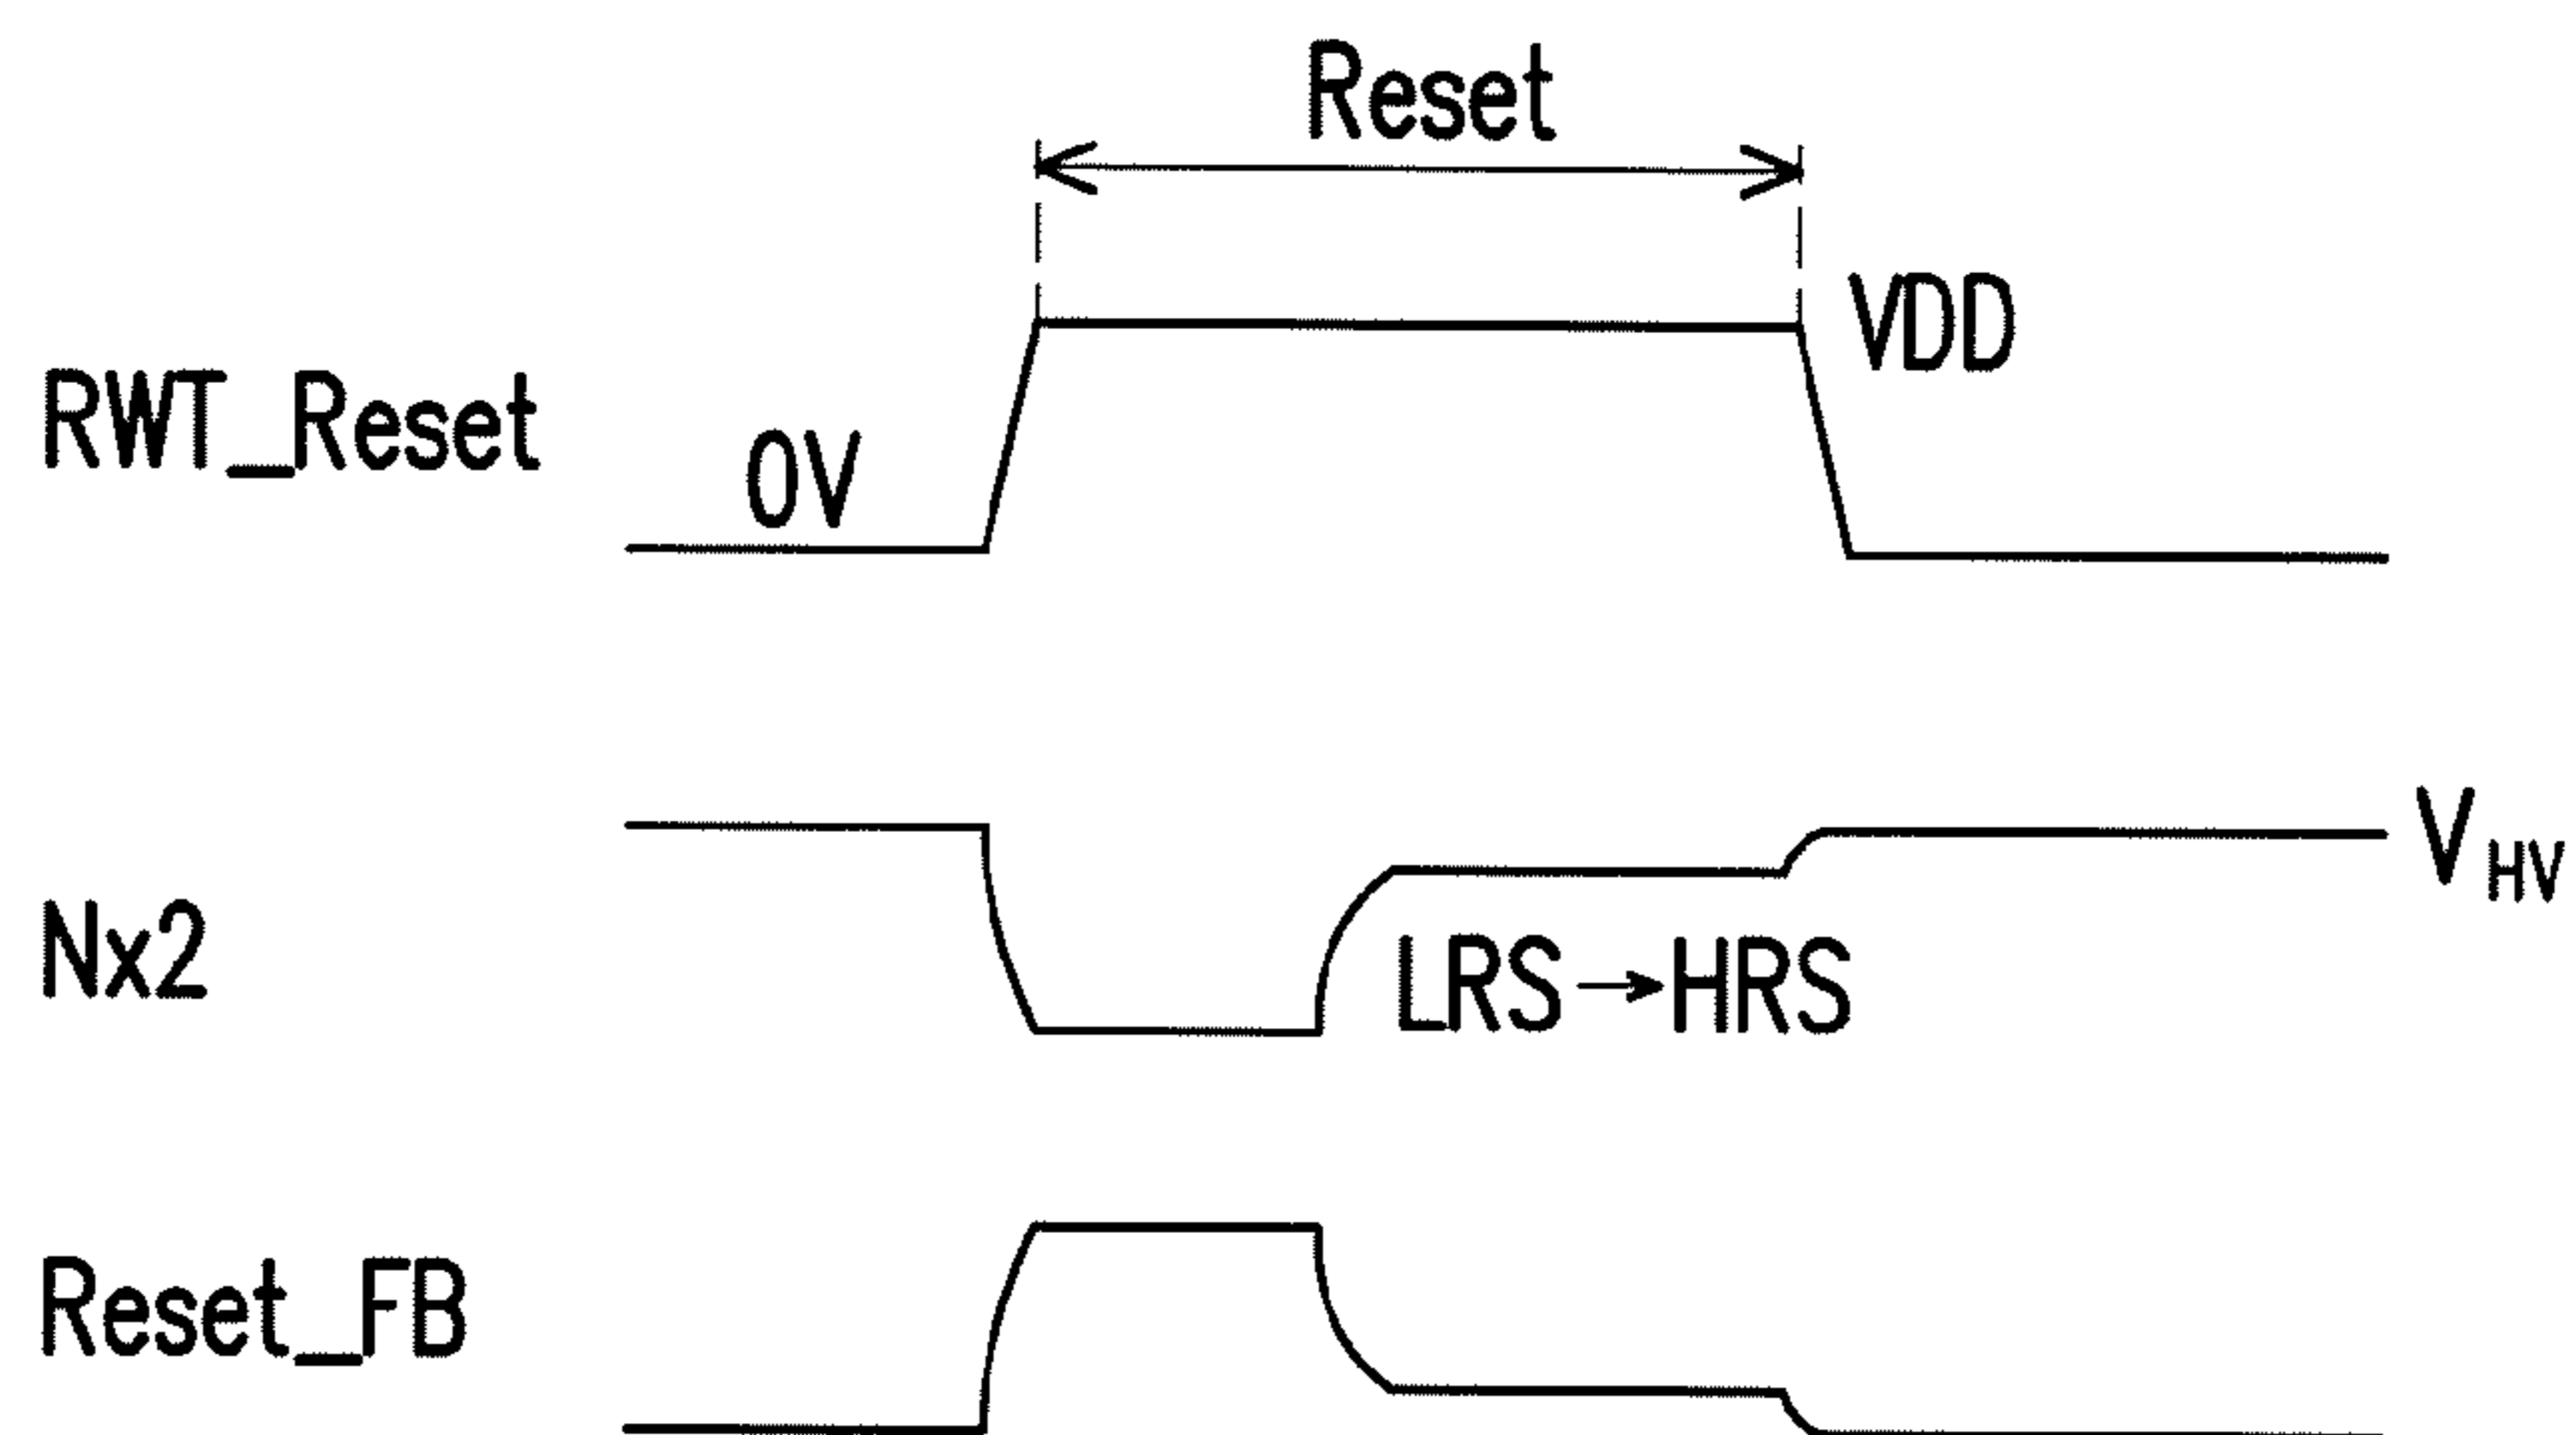 Reset
VDD
RWT_Reset
0V
V HV
Nx2
LRS→HRS
Reset_FB